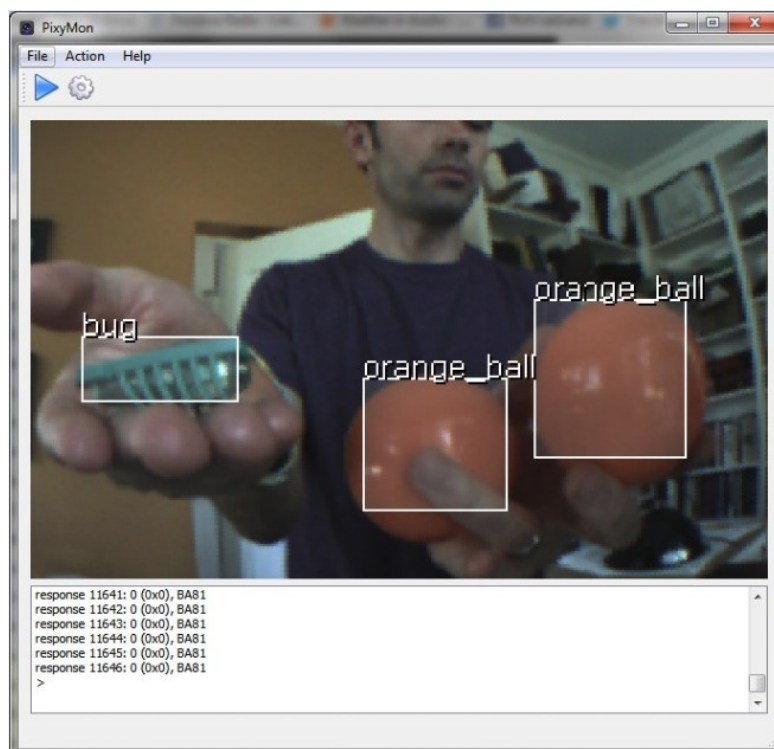 PixyMon
File Action Help
orange_ball
bug
orange_ball
response 11641: 0 (0x0), BA81
response 11642: 0 (0x0), BA81
response 11643: 0 (0x0), BA81
response 11644: 0 (0x0), BA81
response 11645: 0 (0x0), BA81
response 11646: 0 (0x0), BA81
>